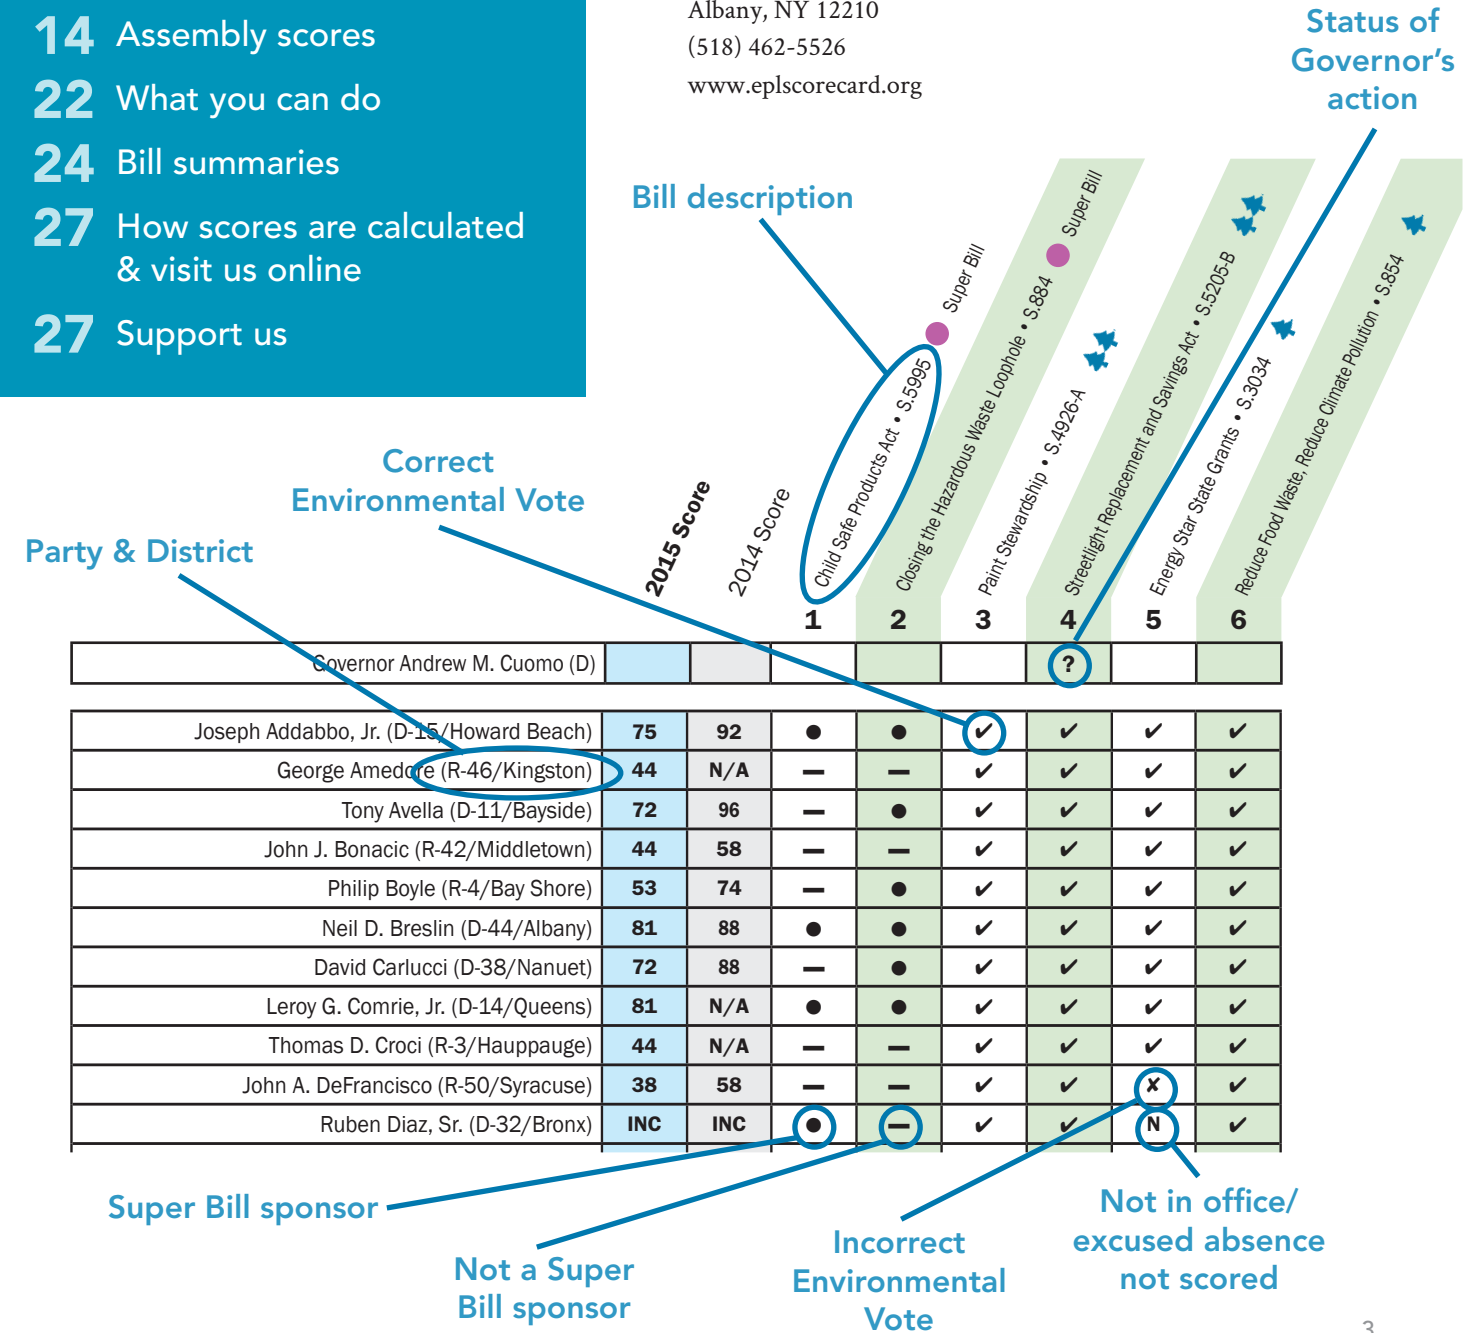 14 Assembly scores
22 What you can do
24 Bill summaries
27 How scores are calculated
& visit us online
27 Support us
Albany, NY 12210
(518) 462-5526
www.eplscorecard.org
Status of
Governor's
action
Bill description
Correct
Environmental Vote
Party & District
2015 Score
2014 Score
Child Safe Products Act • S.5995 Super Bill
Closing the Hazardous Waste Loophole • S.884 Super Bill
Paint Stewardship • S.4926-A
Streetlight Replacement and Savings Act • S.5205-B
Energy Star State Grants • S.3034
Reduce Food Waste, Reduce Climate Pollution • S.854
1 2 3 4 5 6
Governor Andrew M. Cuomo (D) ?
Joseph Addabbo, Jr. (D-15/Howard Beach) 75 92 ● ● ✔ ✔ ✔ ✔
George Amedore (R-46/Kingston) 44 N/A — — ✔ ✔ ✔ ✔
Tony Avella (D-11/Bayside) 72 96 — ● ✔ ✔ ✔ ✔
John J. Bonacic (R-42/Middletown) 44 58 — — ✔ ✔ ✔ ✔
Philip Boyle (R-4/Bay Shore) 53 74 — ● ✔ ✔ ✔ ✔
Neil D. Breslin (D-44/Albany) 81 88 ● ● ✔ ✔ ✔ ✔
David Carlucci (D-38/Nanuet) 72 88 — ● ✔ ✔ ✔ ✔
Leroy G. Comrie, Jr. (D-14/Queens) 81 N/A ● ● ✔ ✔ ✔ ✔
Thomas D. Croci (R-3/Hauppauge) 44 N/A — — ✔ ✔ ✔ ✔
John A. DeFrancisco (R-50/Syracuse) 38 58 — — ✔ ✔ ✘ ✔
Ruben Diaz, Sr. (D-32/Bronx) INC INC ● — ✔ ✔ N ✔
Super Bill sponsor
Not a Super
Bill sponsor
Incorrect
Environmental
Vote
Not in office/
excused absence
not scored
3